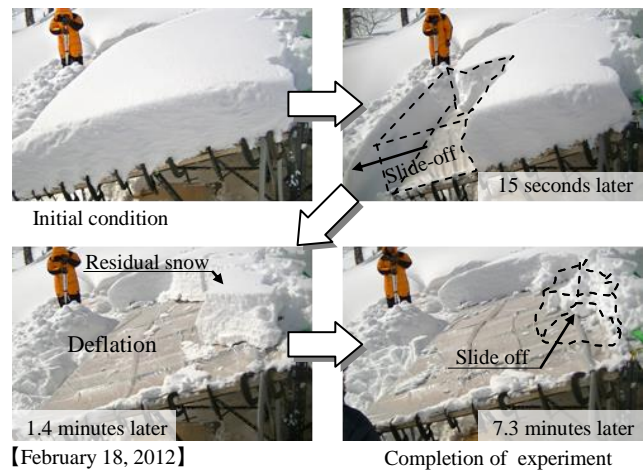 Initial condition
Slide-off
15 seconds later
Residual snow
Deflation
1.4 minutes later
【February 18, 2012】
Slide off
7.3 minutes later
Completion of experiment